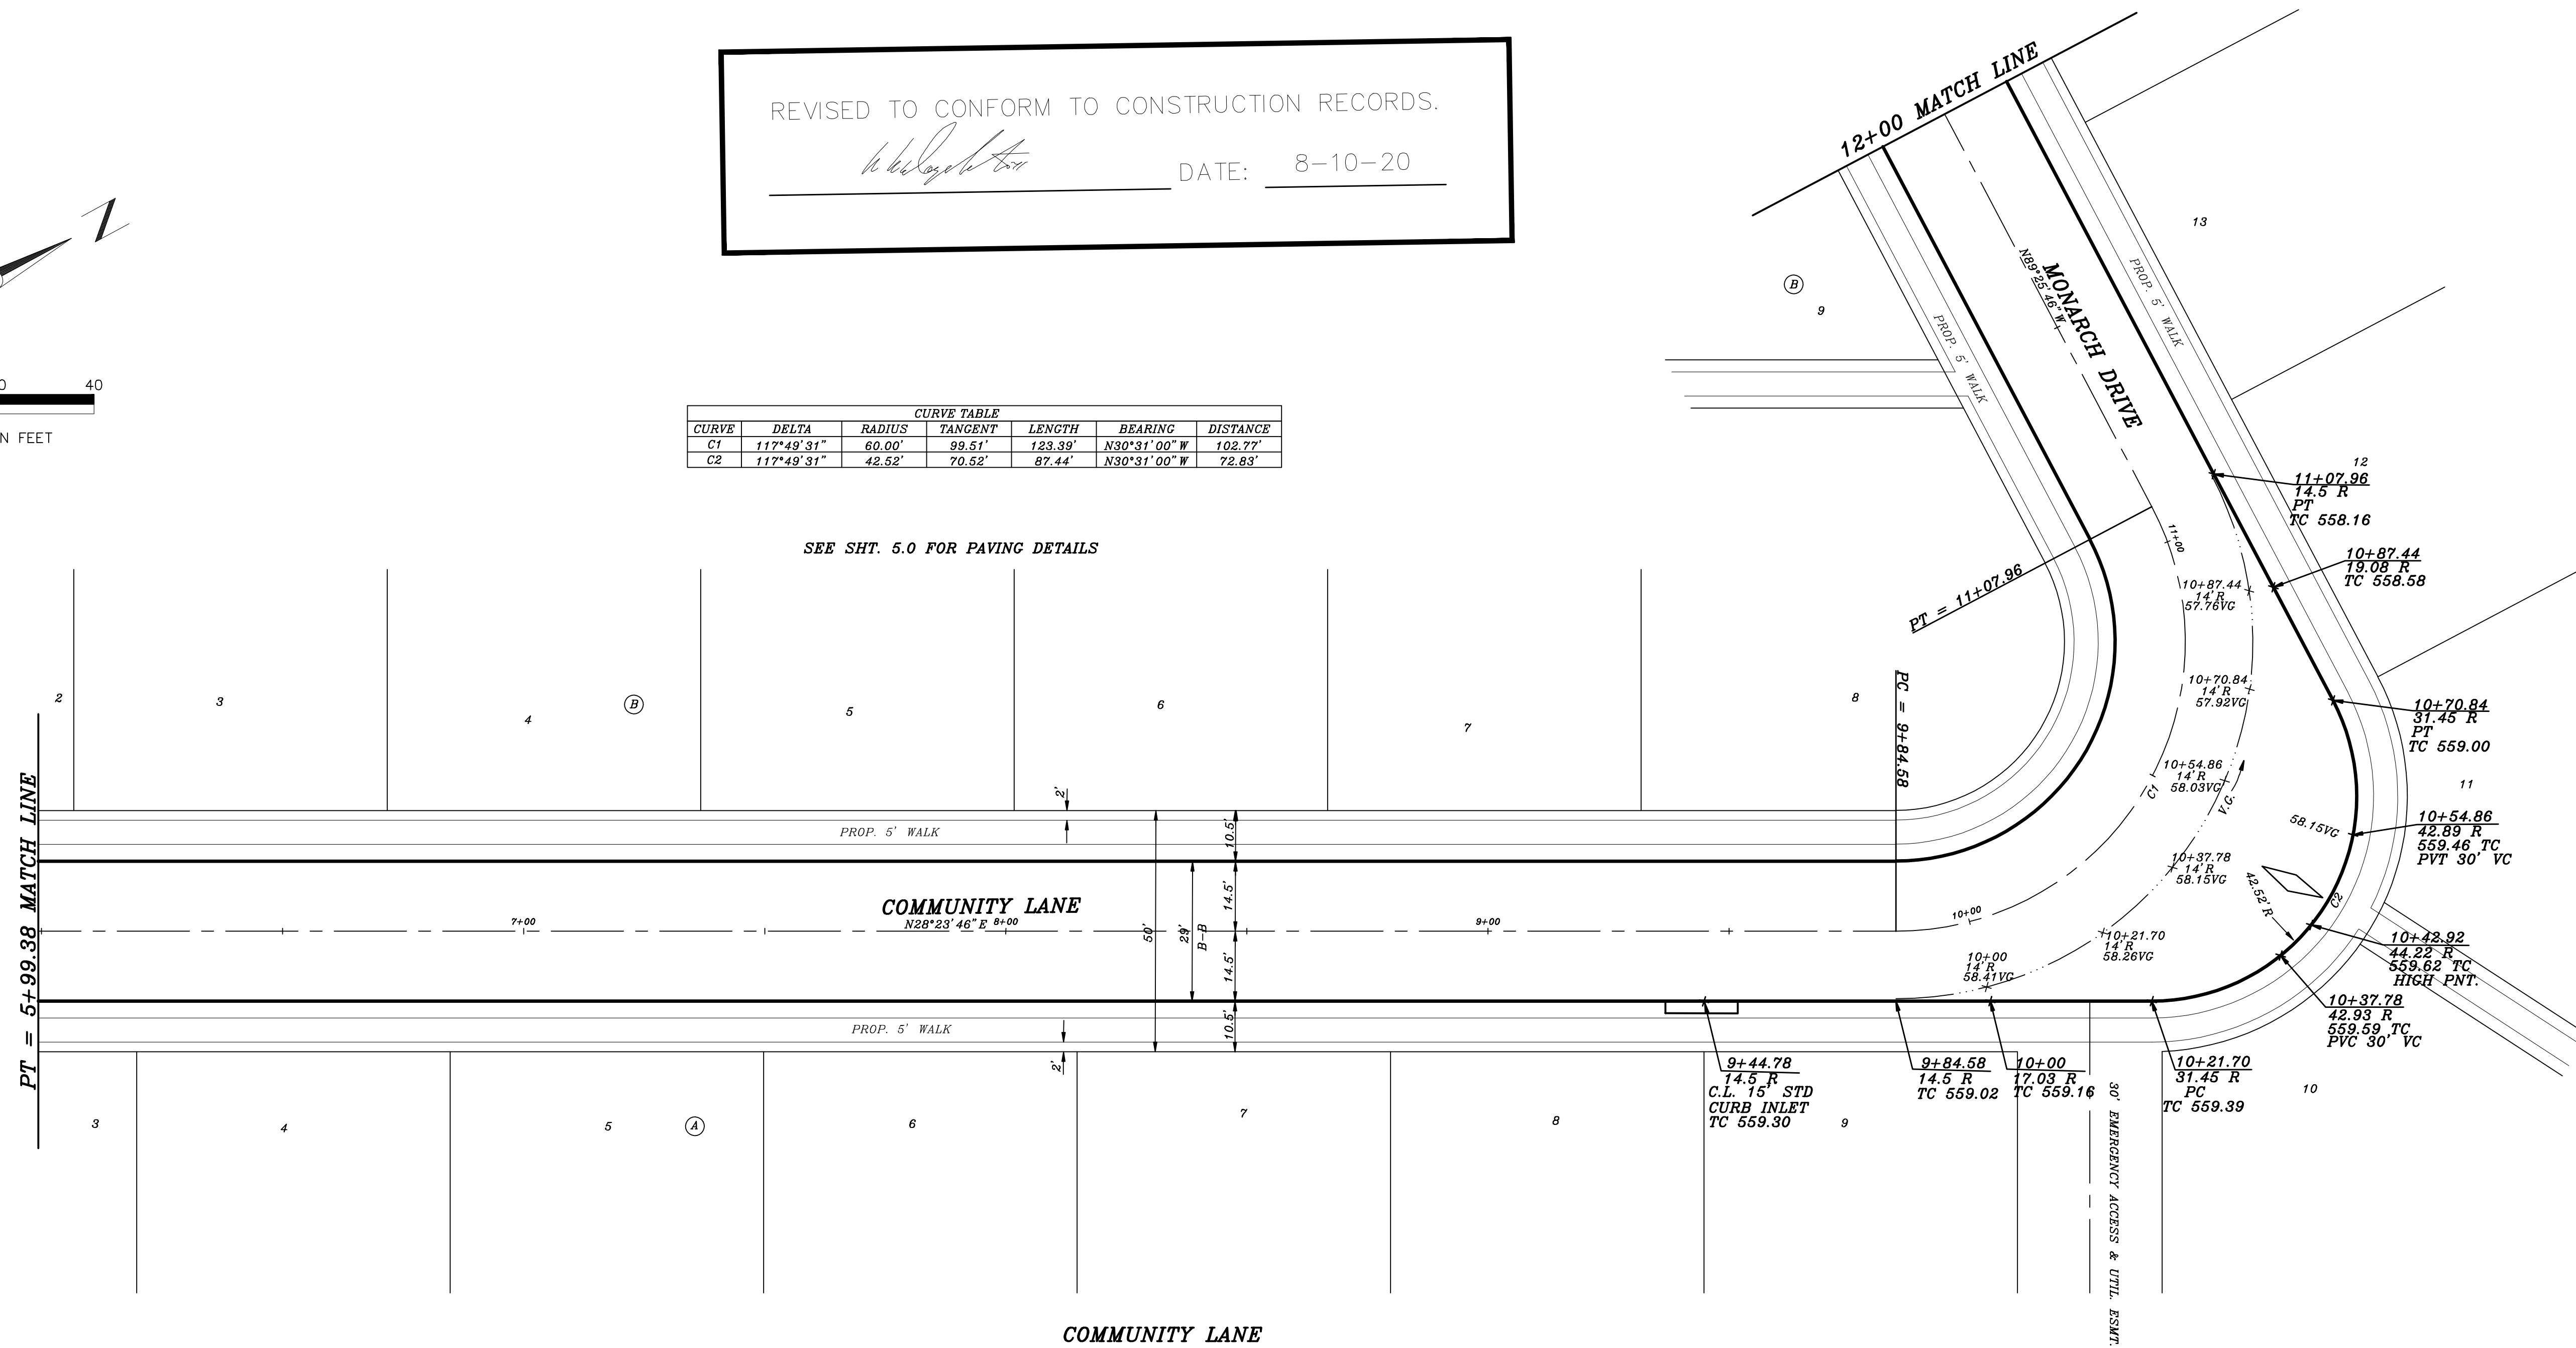 REVISED TO CONFORM TO CONSTRUCTION RECORDS.
DATE: 8-10-20
N
40
N FEET
CURVE TABLE
CURVE DELTA RADIUS TANGENT LENGTH BEARING DISTANCE
C1 117°49'31" 60.00' 99.51' 123.39' N30°31'00" W 102.77'
C2 117°49'31" 42.52' 70.52' 87.44' N30°31'00" W 72.83'
SEE SHT. 5.0 FOR PAVING DETAILS
12+00 MATCH LINE
MONARCH DRIVE
N89°25'46"W
PROP. 5' WALK
PROP. 5' WALK
B
9
13
12
11+07.96
14.5 R
PT
TC 558.16
10+87.44
19.08 R
TC 558.58
10+70.84
31.45 R
PT
TC 559.00
11
10+54.86
42.89 R
559.46 TC
PVT 30' VC
10+42.92
44.22 R
559.62 TC
HIGH PNT.
10+37.78
42.93 R
559.59 TC
PVC 30' VC
10
PT = 11+07.96
11+00
10+87.44
14'R
57.76VG
10+70.84
14'R
57.92VG
10+54.86
14'R
58.03VG
C1
V.G.
58.15VG
10+37.78
14'R
58.15VG
42.52'R
C2
10+21.70
14'R
58.26VG
10+00
10+00
14'R
58.41VG
PC = 9+84.58
2
3
4
B
5
6
7
8
PT = 5+99.38 MATCH LINE
PROP. 5' WALK
2'
10.5'
14.5'
COMMUNITY LANE
N28°23'46"E
7+00
8+00
9+00
50'
29'
B-B
14.5'
10.5'
PROP. 5' WALK
2'
9+44.78
14.5 R
C.L. 15' STD
CURB INLET
TC 559.30
9+84.58
14.5 R
TC 559.02
10+00
17.03 R
TC 559.16
10+21.70
31.45 R
PC
TC 559.39
3
4
5
A
6
7
8
9
30' EMERGENCY ACCESS & UTIL. ESMT.
COMMUNITY LANE